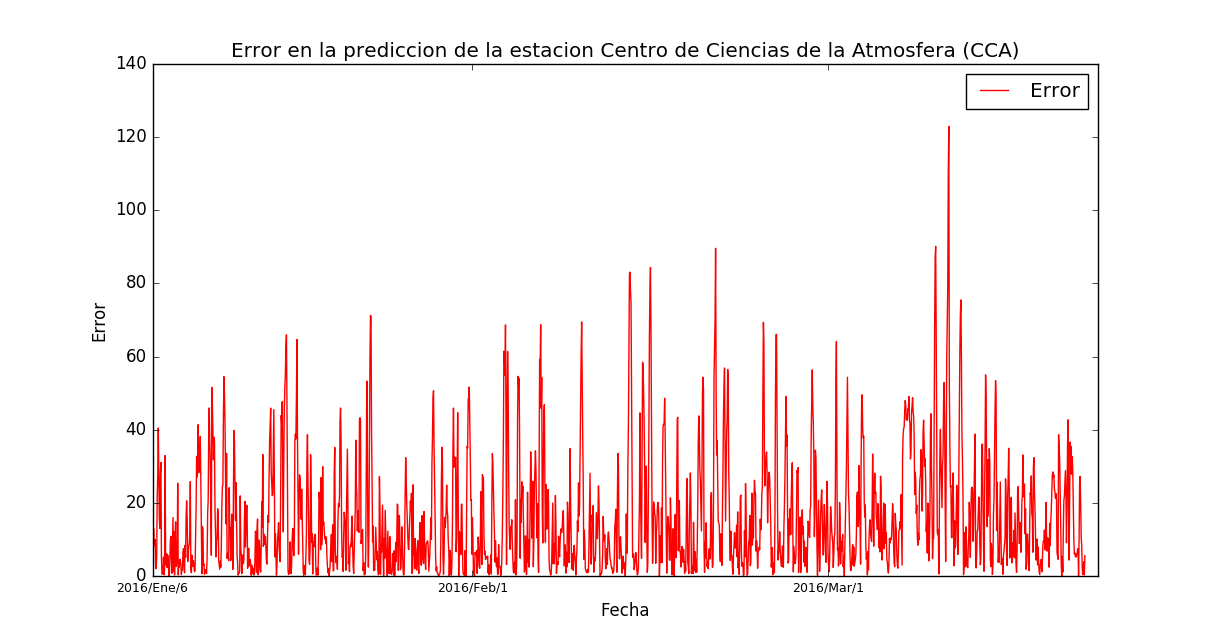 Error en la prediccion de la estacion Centro de Ciencias de la Atmosfera (CCA)
140
Error
120
100
80
60
40
20
0
Error
2016/Ene/6
2016/Feb/1
2016/Mar/1
Fecha